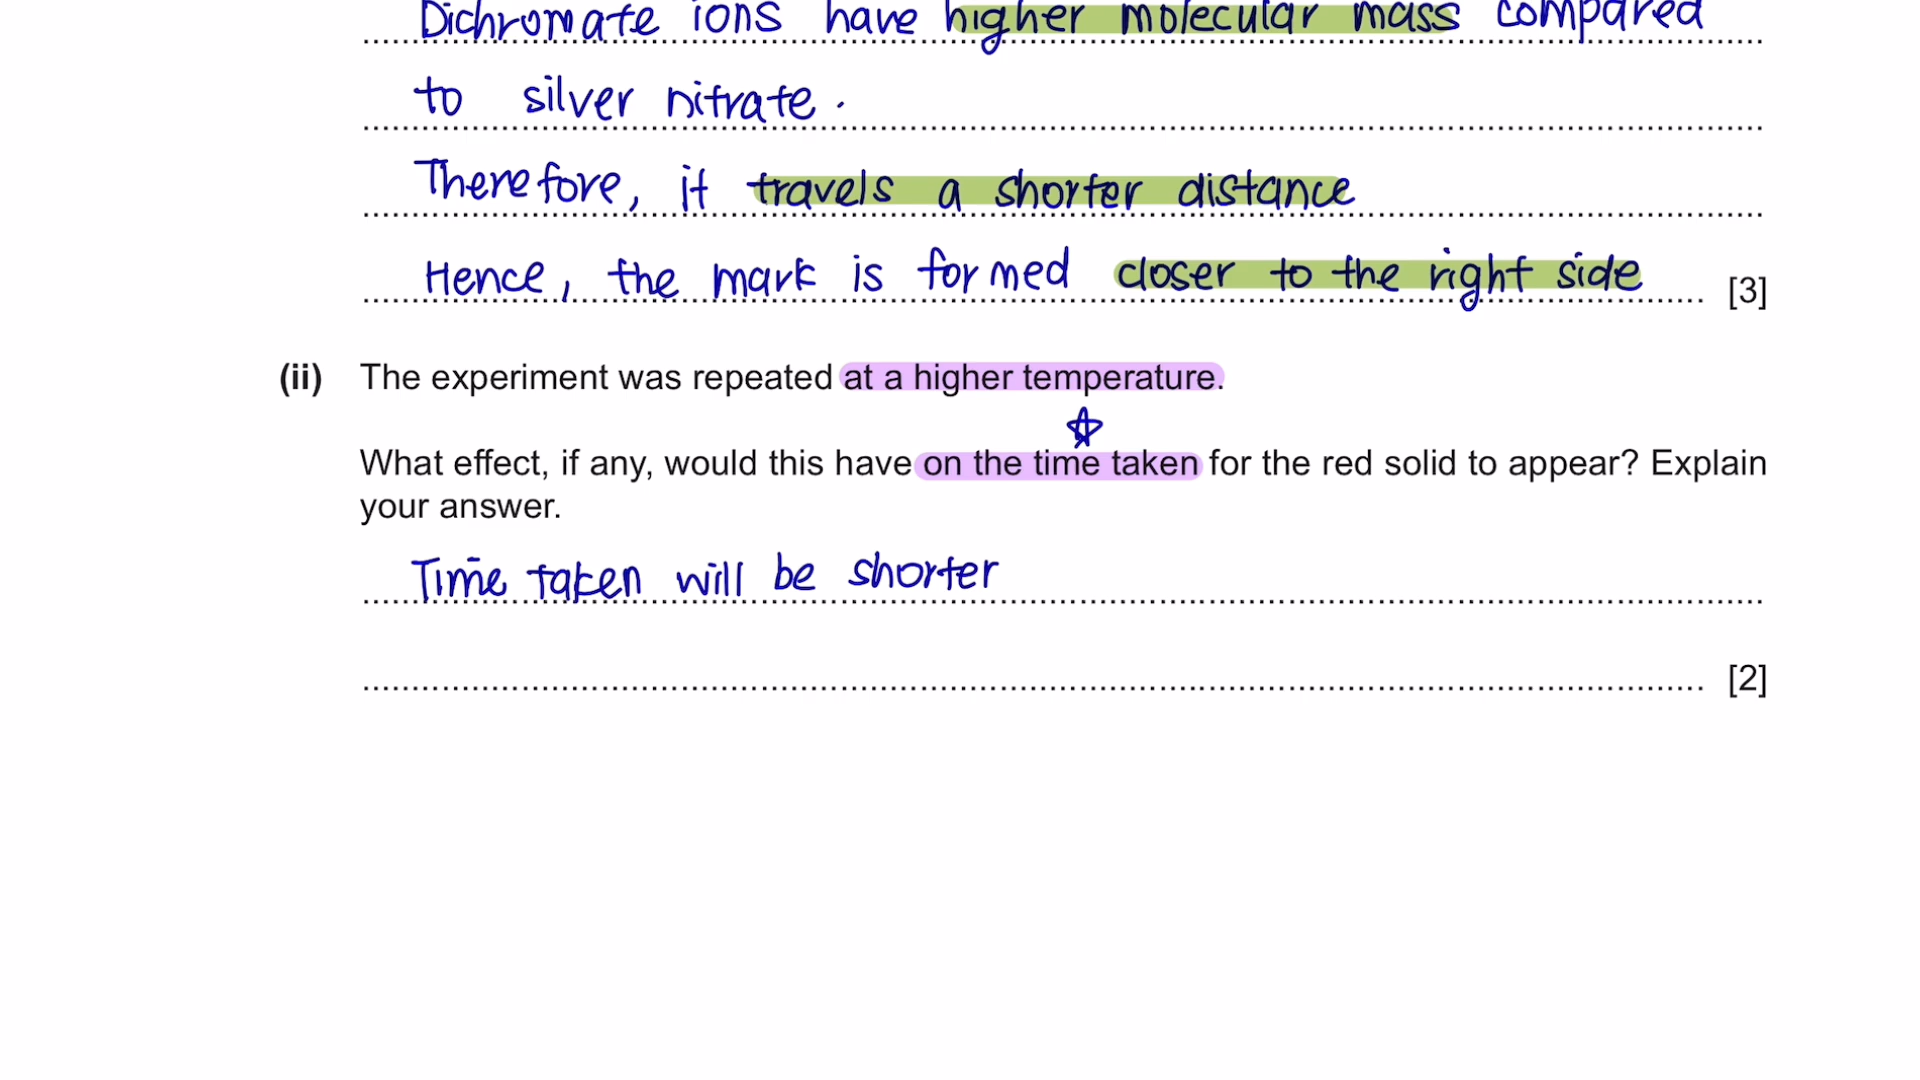 Dichromate ions have higher molecular mass compared
to silver nitrate.
Therefore, it travels a shorter distance
Hence, the mark is formed closer to the right side [3]
(ii) The experiment was repeated at a higher temperature.
What effect, if any, would this have on the time taken for the red solid to appear? Explain
your answer.
Time taken will be shorter
[2]